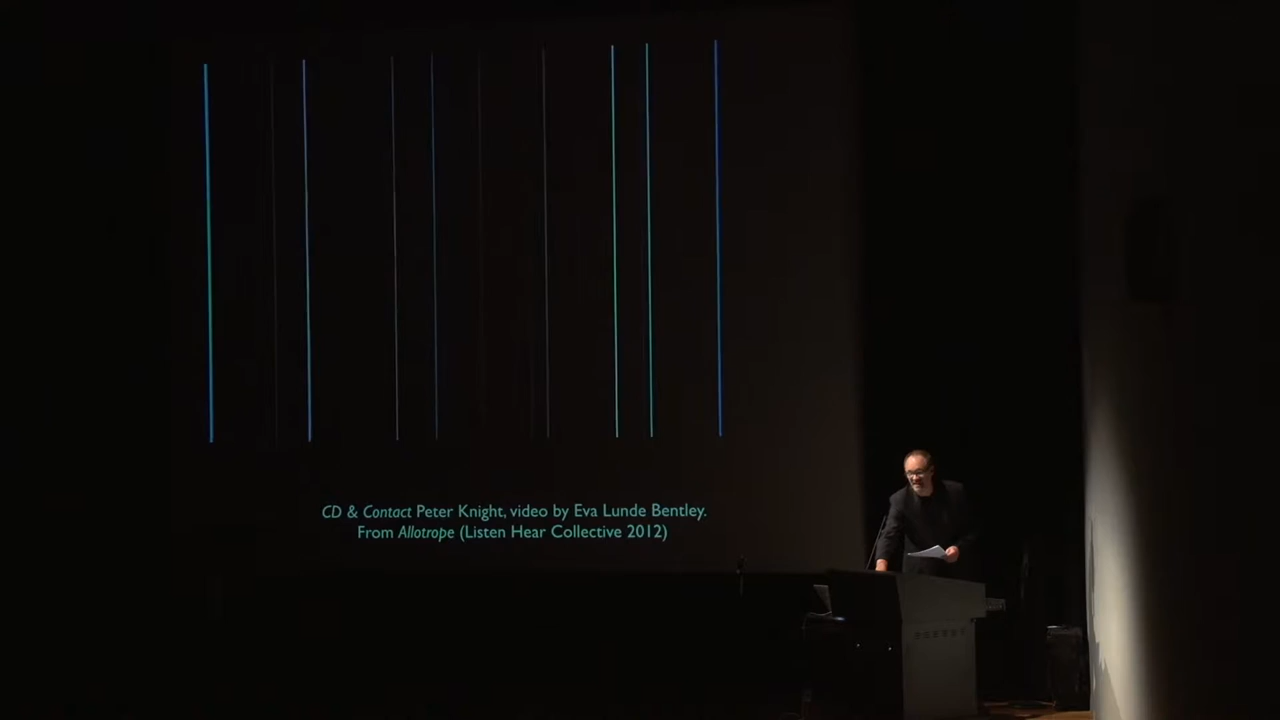 CD & Contact Peter Knight, video by Eva Lunde Bentley.
From Allotrope (Listen Hear Collective 2012)